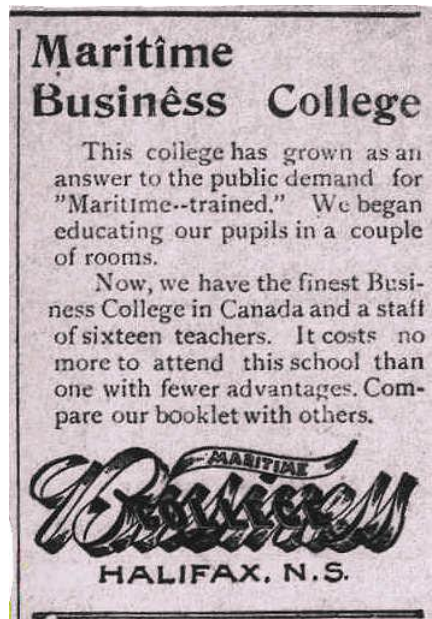 Maritîme
Businêss College
This college has grown as an
answer to the public demand for
"Maritime--trained." We began
educating our pupils in a couple
of rooms.
Now, we have the finest Busi-
ness College in Canada and a staff
of sixteen teachers. It costs no
more to attend this school than
one with fewer advantages. Com-
pare our booklet with others.
MARITIME
Business
COLLEGE
HALIFAX, N.S.